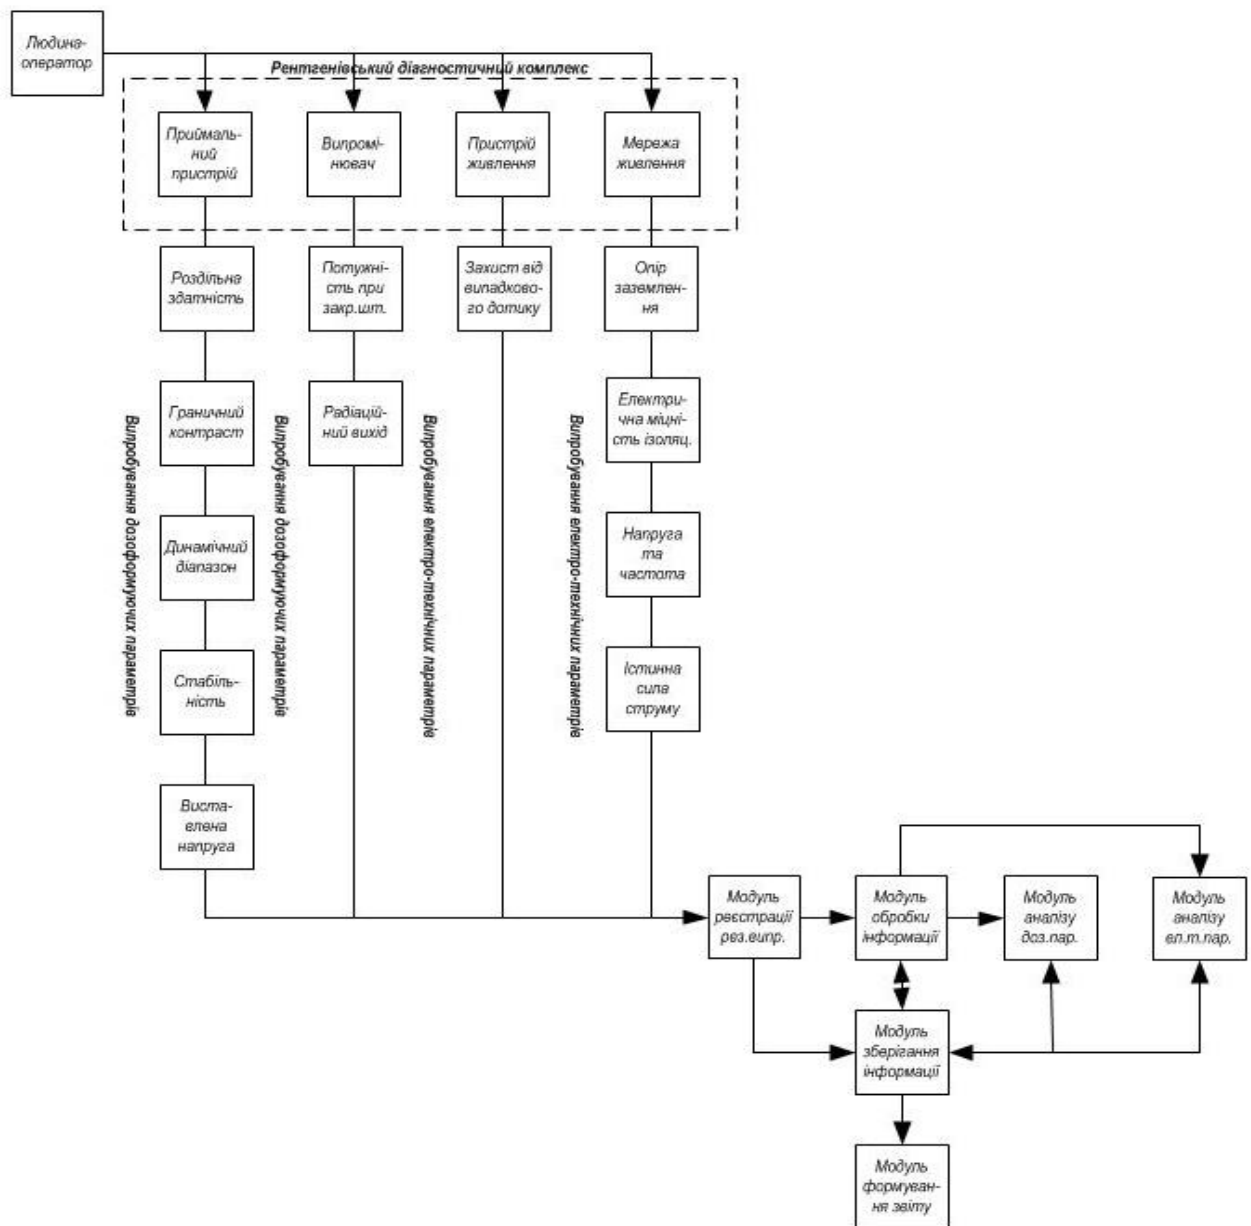 Людина-
оператор
Рентгенівський діагностичний комплекс
Приймаль-
ний
пристрій
Випромі-
нювач
Пристрій
живлення
Мережа
живлення
Роздільна
здатність
Потужні-
сть при
закр.шт.
Захист від
випадково-
го дотику
Опір
заземлен-
ня
Випробування дозоформуючих параметрів
Граничний
контраст
Випробування дозоформуючих параметрів
Радіацій-
ний вихід
Випробування електро-технічних параметрів
Випробування електро-технічних параметрів
Електри-
чна міцні-
сть ізоляц.
Динамічний
діапазон
Напруга
та
частота
Стабіль-
ність
Істинна
сила
струму
Виста-
влена
напруга
Модуль
реєстрації
рез.випр.
Модуль
обробки
інформації
Модуль
аналізу
доз.пар.
Модуль
аналізу
ел.т.пар.
Модуль
зберігання
інформації
Модуль
формуван-
ня звіту